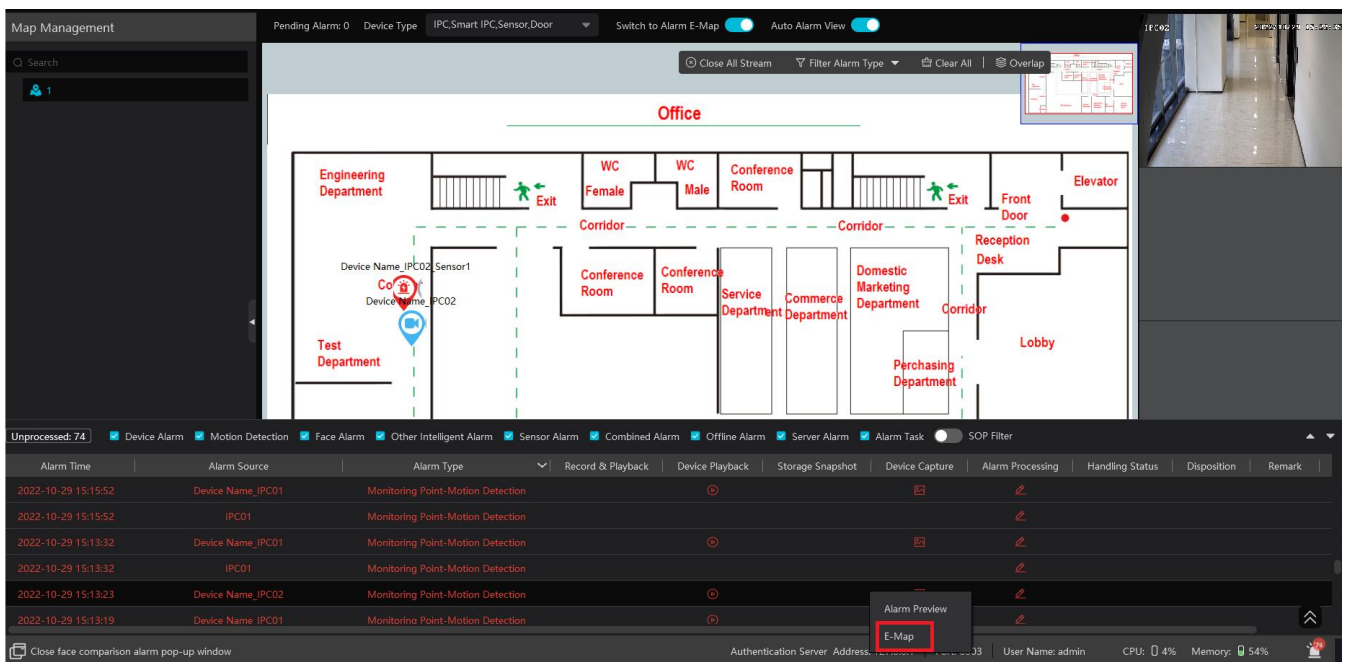 Map Management
Pending Alarm: 0 Device Type IPC,Smart IPC,Sensor,Door Switch to Alarm E-Map Auto Alarm View
IPC02
Search
Close All Stream Filter Alarm Type Clear All Overlap
1
Office
Engineering
Department
WC
Female
WC
Male
Conference
Room
Exit
Exit
Front
Door
Elevator
Corridor
Corridor
Reception
Desk
Device Name_IPC02_Sensor1
Device Name_IPC02
Conference
Room
Conference
Room
Service
Department
Commerce
Department
Domestic
Marketing
Department
Corridor
Lobby
Test
Department
Perchasing
Department
Unprocessed: 74 Device Alarm Motion Detection Face Alarm Other Intelligent Alarm Sensor Alarm Combined Alarm Offline Alarm Server Alarm Alarm Task SOP Filter
Alarm Time Alarm Source Alarm Type Record & Playback Device Playback Storage Snapshot Device Capture Alarm Processing Handling Status Disposition Remark
2022-10-29 15:15:52 Device Name_IPC01 Monitoring Point-Motion Detection
2022-10-29 15:15:52 IPC01 Monitoring Point-Motion Detection
2022-10-29 15:13:32 Device Name_IPC01 Monitoring Point-Motion Detection
2022-10-29 15:13:32 IPC01 Monitoring Point-Motion Detection
2022-10-29 15:13:23 Device Name_IPC02 Monitoring Point-Motion Detection
2022-10-29 15:13:19 Device Name_IPC01 Monitoring Point-Motion Detection
Alarm Preview
E-Map
Close face comparison alarm pop-up window Authentication Server Address: User Name: admin CPU: 4% Memory: 54% 74